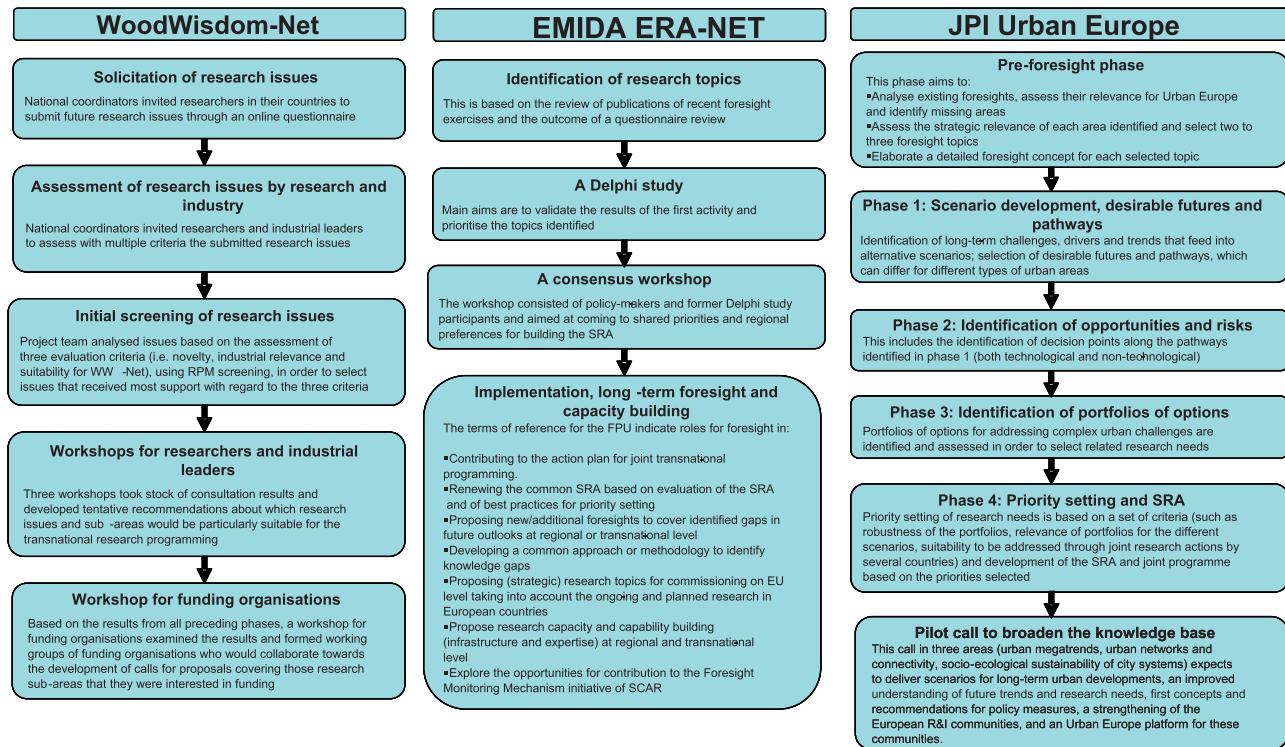 WoodWisdom-Net
Solicitation of research issues
National coordinators invited researchers in their countries to
submit future research issues through an online questionnaire
Assessment of research issues by research and
industry
National coordinators invited researchers and industrial leaders
to assess with multiple criteria the submitted research issues
Initial screening of research issues
Project team analysed issues based on the assessment of
three evaluation criteria (i.e. novelty, industrial relevance and
suitability for WW -Net), using RPM screening, in order to select
issues that received most support with regard to the three criteria
Workshops for researchers and industrial
leaders
Three workshops took stock of consultation results and
developed tentative recommendations about which research
issues and sub -areas would be particularly suitable for the
transnational research programming
Workshop for funding organisations
Based on the results from all preceding phases, a workshop for
funding organisations examined the results and formed working
groups of funding organisations who would collaborate towards
the development of calls for proposals covering those research
sub-areas that they were interested in funding
EMIDA ERA-NET
Identification of research topics
This is based on the review of publications of recent foresight
exercises and the outcome of a questionnaire review
A Delphi study
Main aims are to validate the results of the first activity and
prioritise the topics identified
A consensus workshop
The workshop consisted of policy-makers and former Delphi study
participants and aimed at coming to shared priorities and regional
preferences for building the SRA
Implementation, long -term foresight and
capacity building
The terms of reference for the FPU indicate roles for foresight in:
▪Contributing to the action plan for joint transnational
programming.
▪Renewing the common SRA based on evaluation of the SRA
and of best practices for priority setting
▪Proposing new/additional foresights to cover identified gaps in
future outlooks at regional or transnational level
▪Developing a common approach or methodology to identify
knowledge gaps
▪Proposing (strategic) research topics for commissioning on EU
level taking into account the ongoing and planned research in
European countries
▪Propose research capacity and capability building
(infrastructure and expertise) at regional and transnational
level
▪Explore the opportunities for contribution to the Foresight
Monitoring Mechanism initiative of SCAR
JPI Urban Europe
Pre-foresight phase
This phase aims to:
▪Analyse existing foresights, assess their relevance for Urban Europe
and identify missing areas
▪Assess the strategic relevance of each area identified and select two to
three foresight topics
▪Elaborate a detailed foresight concept for each selected topic
Phase 1: Scenario development, desirable futures and
pathways
Identification of long-term challenges, drivers and trends that feed into
alternative scenarios; selection of desirable futures and pathways, which
can differ for different types of urban areas
Phase 2: Identification of opportunities and risks
This includes the identification of decision points along the pathways
identified in phase 1 (both technological and non-technological)
Phase 3: Identification of portfolios of options
Portfolios of options for addressing complex urban challenges are
identified and assessed in order to select related research needs
Phase 4: Priority setting and SRA
Priority setting of research needs is based on a set of criteria (such as
robustness of the portfolios, relevance of portfolios for the different
scenarios, suitability to be addressed through joint research actions by
several countries) and development of the SRA and joint programme
based on the priorities selected
Pilot call to broaden the knowledge base
This call in three areas (urban megatrends, urban networks and
connectivity, socio-ecological sustainability of city systems) expects
to deliver scenarios for long-term urban developments, an improved
understanding of future trends and research needs, first concepts and
recommendations for policy measures, a strengthening of the
European R&I communities, and an Urban Europe platform for these
communities.